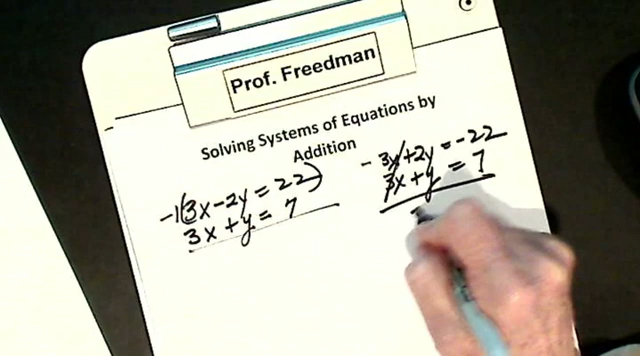 Prof. Freedman
Solving Systems of Equations by
Addition
-1(3x-2y=22)
3x+y=7
-3x+2y=-22
3x+y=7